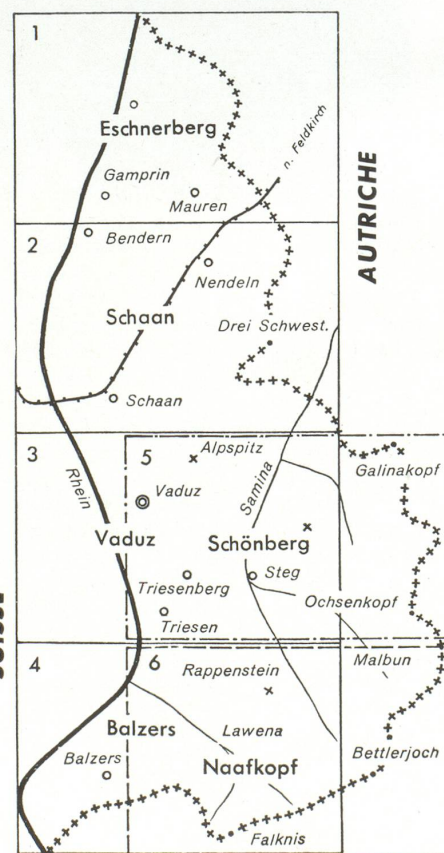 1
Eschnerberg
n. Feldkirch
Gamprin
Mauren
AUTRICHE
2
Bendern
Nendeln
Schaan
Drei Schwest.
Schaan
3
5
Alpspitz
Galinakopf
Rhein
Vaduz
Samina
Vaduz
Schönberg
Triesenberg
Steg
Ochsenkopf
Triesen
4
6
Rappenstein
Malbun
Balzers
Lawena
Bettlerjoch
Balzers
Naafkopf
Falknis